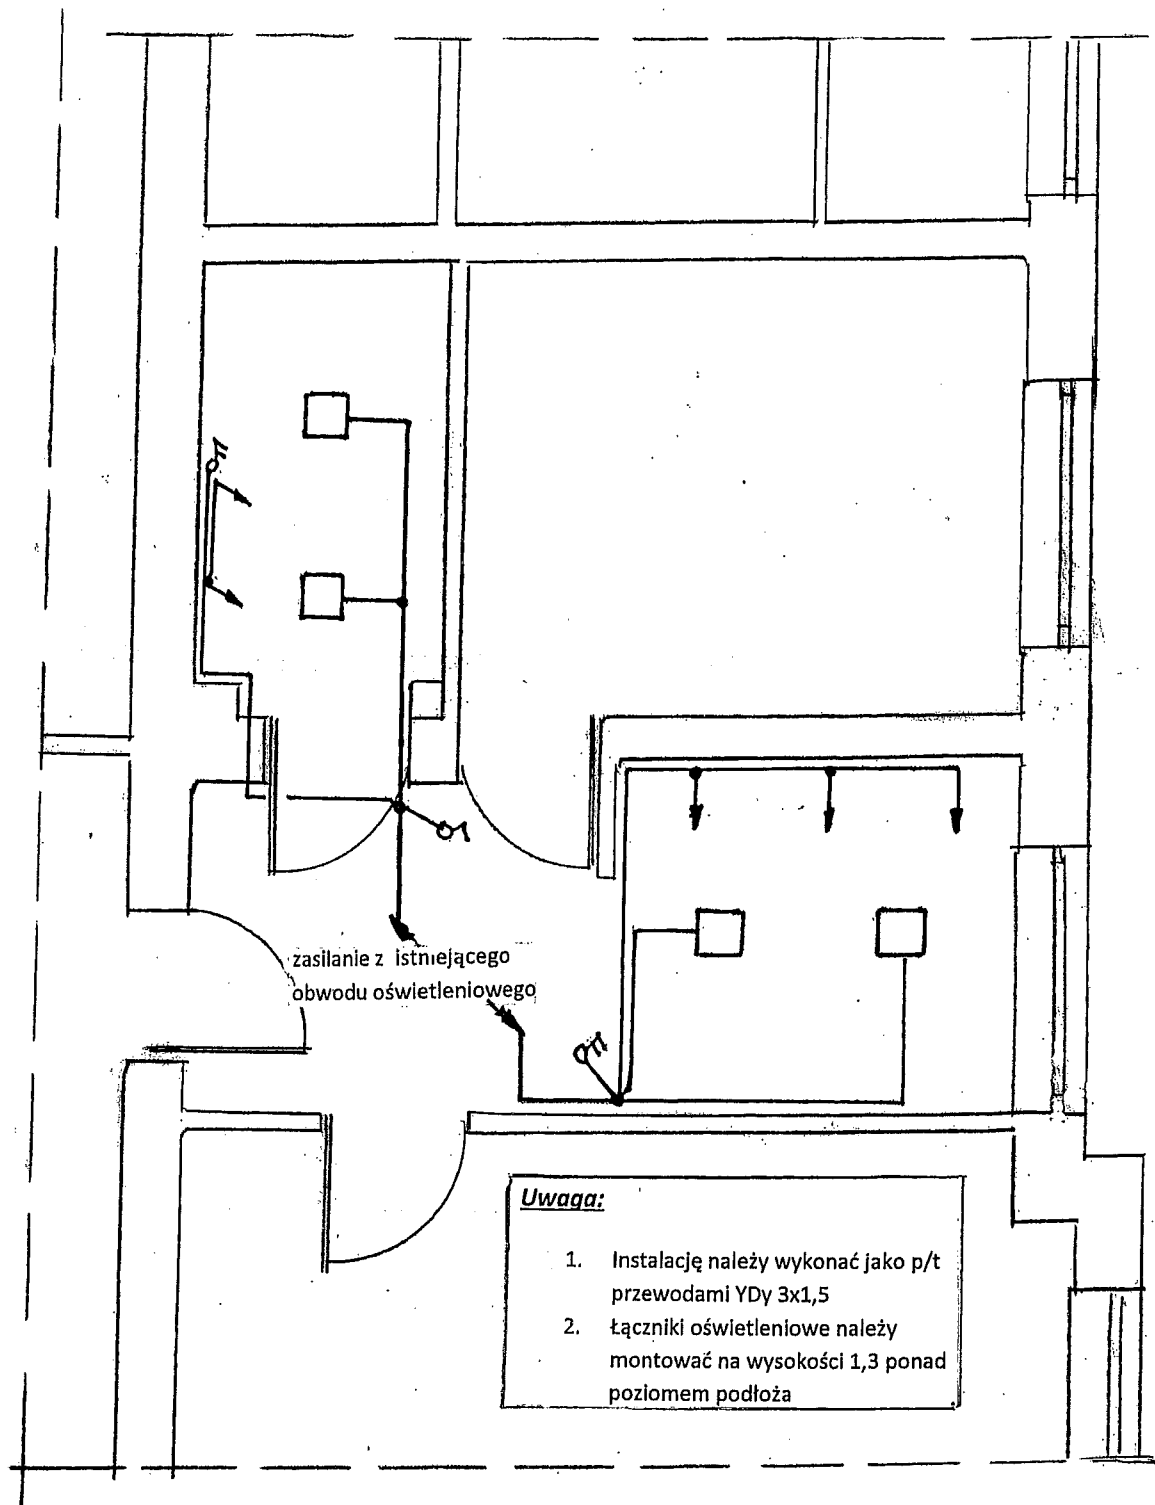 zasilanie z istniejącego
obwodu oświetleniowego
Uwaga:
1. Instalację należy wykonać jako p/t
przewodami YDy 3x1,5
2. Łączniki oświetleniowe należy
montować na wysokości 1,3 ponad
poziomem podłoża